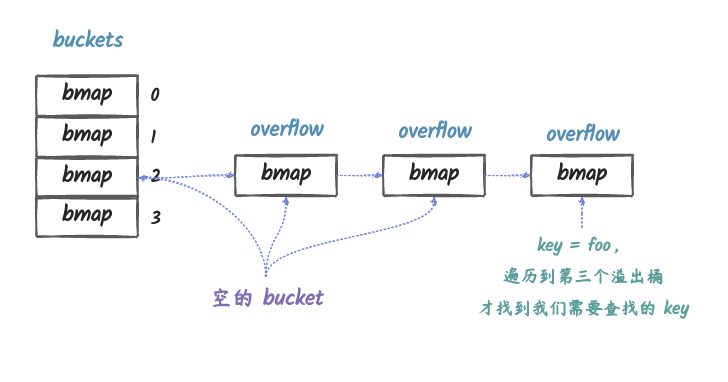 buckets
bmap 0
bmap 1
bmap 2
bmap 3
overflow
bmap
overflow
bmap
overflow
bmap
空的 bucket
key = foo ,
遍历到第三个溢出桶
才找到我们需要查找的 key